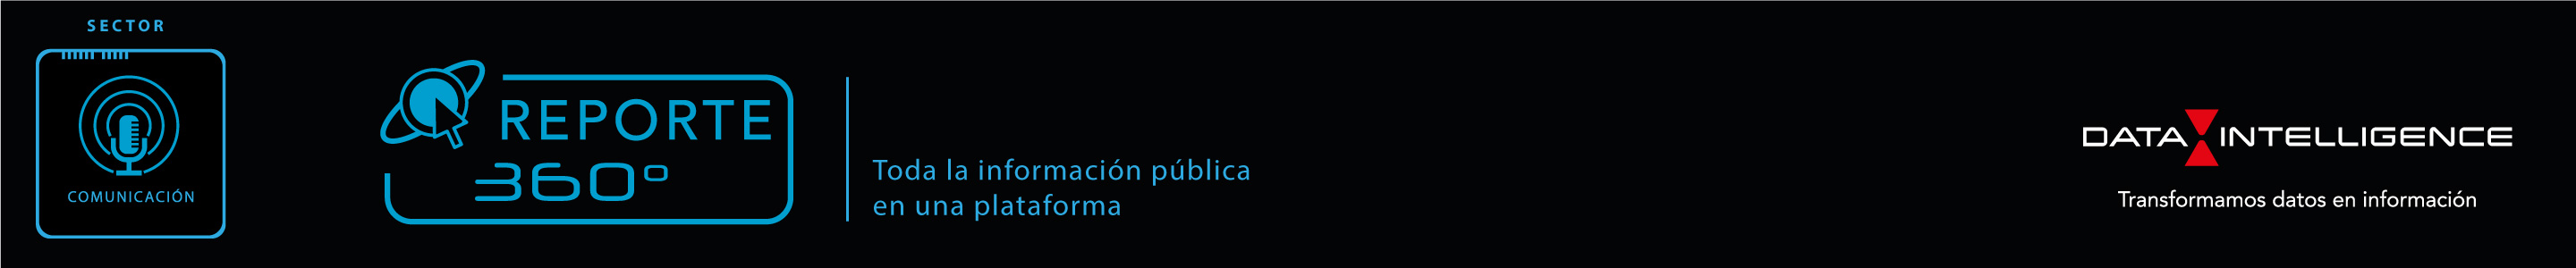 SECTOR
COMUNICACIÓN
REPORTE
360°
Toda la información pública
en una plataforma
DATA INTELLIGENCE
Transformamos datos en información